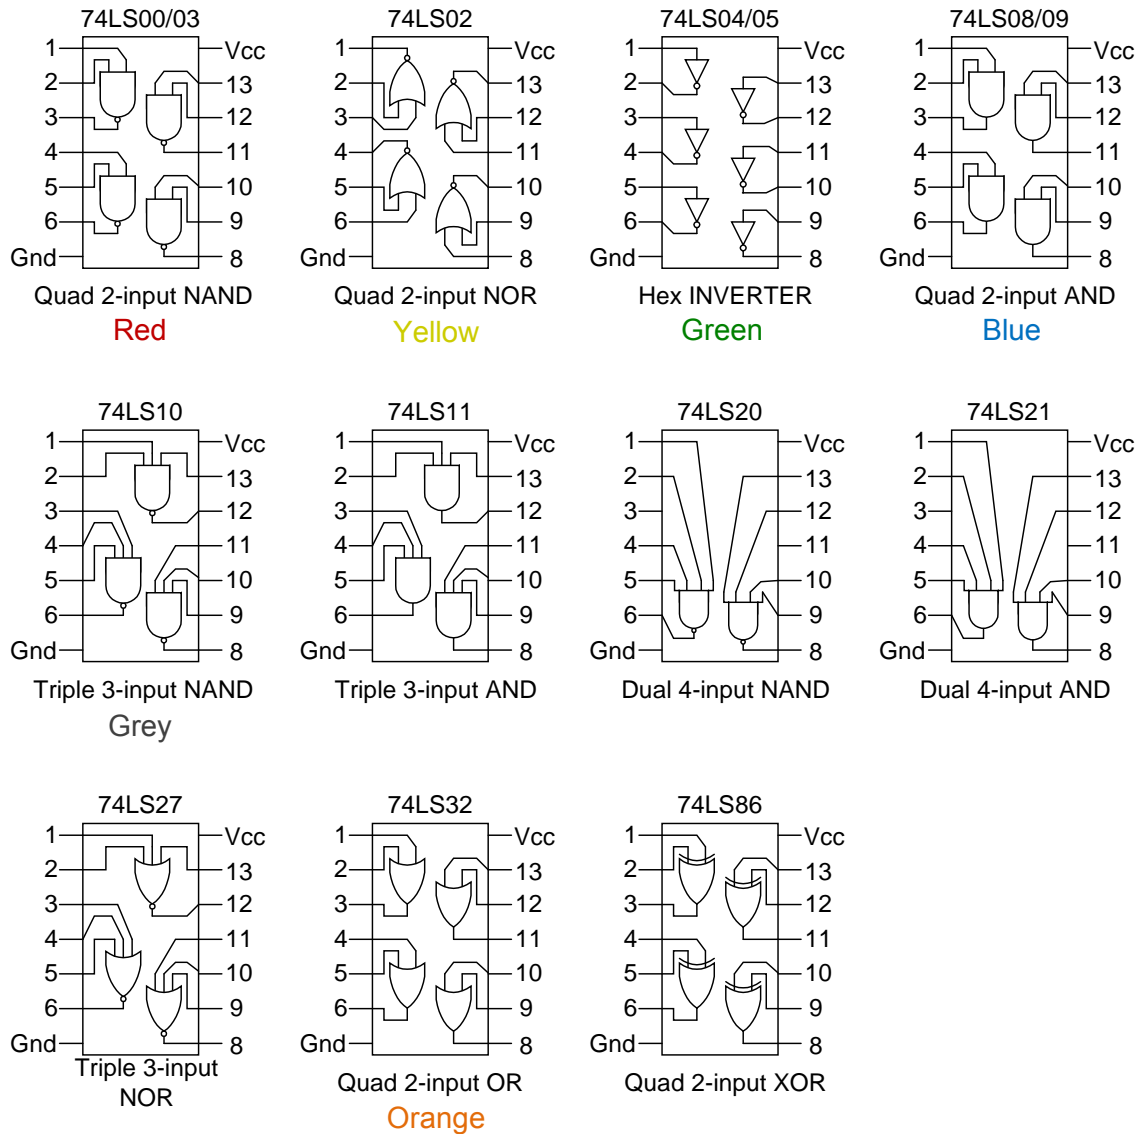 74LS00/03 74LS02 74LS04/05 74LS08/09
1 Vcc 1 Vcc 1 Vcc 1 Vcc
2 13 2 13 2 13 2 13
3 12 3 12 3 12 3 12
4 11 4 11 4 11 4 11
5 10 5 10 5 10 5 10
6 9 6 9 6 9 6 9
Gnd 8 Gnd 8 Gnd 8 Gnd 8
Quad 2-input NAND Quad 2-input NOR Hex INVERTER Quad 2-input AND
Red Yellow Green Blue
74LS10 74LS11 74LS20 74LS21
1 Vcc 1 Vcc 1 Vcc 1 Vcc
2 13 2 13 2 13 2 13
3 12 3 12 3 12 3 12
4 11 4 11 4 11 4 11
5 10 5 10 5 10 5 10
6 9 6 9 6 9 6 9
Gnd 8 Gnd 8 Gnd 8 Gnd 8
Triple 3-input NAND Triple 3-input AND Dual 4-input NAND Dual 4-input AND
Grey
74LS27 74LS32 74LS86
1 Vcc 1 Vcc 1 Vcc
2 13 2 13 2 13
3 12 3 12 3 12
4 11 4 11 4 11
5 10 5 10 5 10
6 9 6 9 6 9
Gnd 8 Gnd 8 Gnd 8
Triple 3-input
NOR
Quad 2-input OR Quad 2-input XOR
Orange